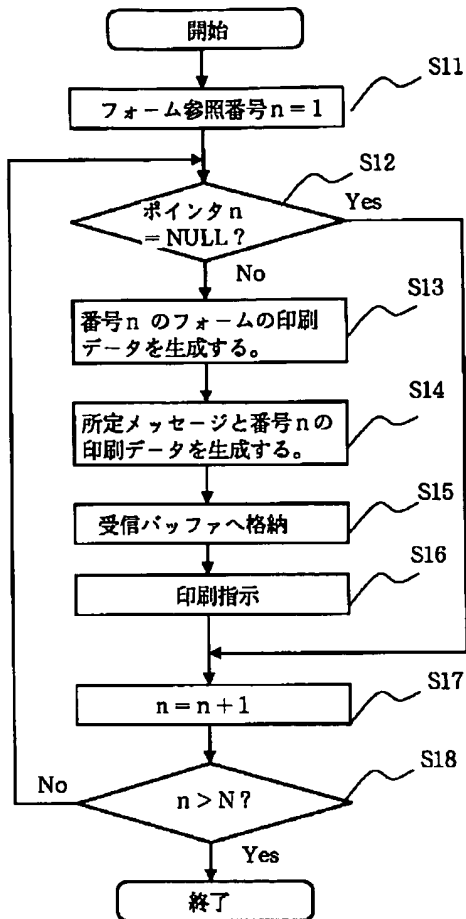 開始
S11
フォーム参照番号n=1
S12
ポインタn
=NULL?
Yes
No
S13
番号n のフォームの印刷
データを生成する。
S14
所定メッセージと番号nの
印刷データを生成する。
S15
受信バッファへ格納
S16
印刷指示
S17
n=n+1
S18
No
n>N?
Yes
終了